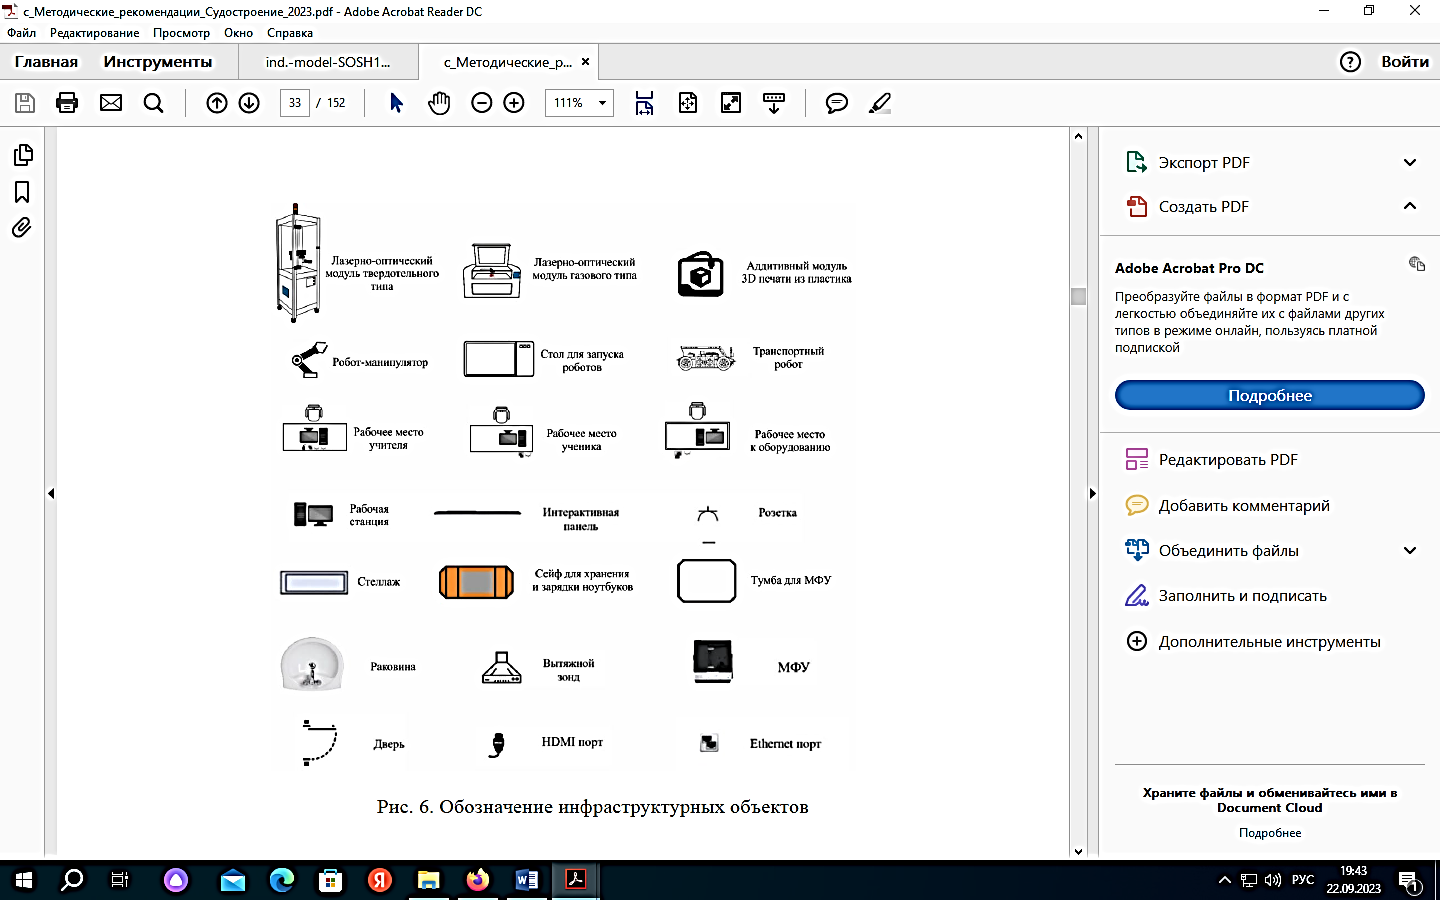 с_Методические_рекомендации_Судостроение_2023.pdf - Adobe Acrobat Reader DC
Файл Редактирование Просмотр Окно Справка
Главная Инструменты ind.-model-SOSH1... с_Методические_р... × ? Войти
33 / 152 111%
Экспорт PDF
Создать PDF
Adobe Acrobat Pro DC
Преобразуйте файлы в формат PDF и с
легкостью объединяйте их с файлами других
типов в режиме онлайн, пользуясь платной
подпиской
Подробнее
Редактировать PDF
Добавить комментарий
Объединить файлы
Заполнить и подписать
Дополнительные инструменты
Храните файлы и обменивайтесь ими в
Document Cloud
Подробнее
Лазерно-оптический
модуль твердотельного
типа
Лазерно-оптический
модуль газового типа
Аддитивный модуль
3D печати из пластика
Робот-манипулятор
Стол для запуска
роботов
Транспортный
робот
Рабочее место
учителя
Рабочее место
ученика
Рабочее место
к оборудованию
Рабочая
станция
Интерактивная
панель
Розетка
Стеллаж
Сейф для хранения
и зарядки ноутбуков
Тумба для МФУ
Раковина
Вытяжной
зонд
МФУ
Дверь
HDMI порт
Ethernet порт
Рис. 6. Обозначение инфраструктурных объектов
Я W РУС 19:43
22.09.2023
1